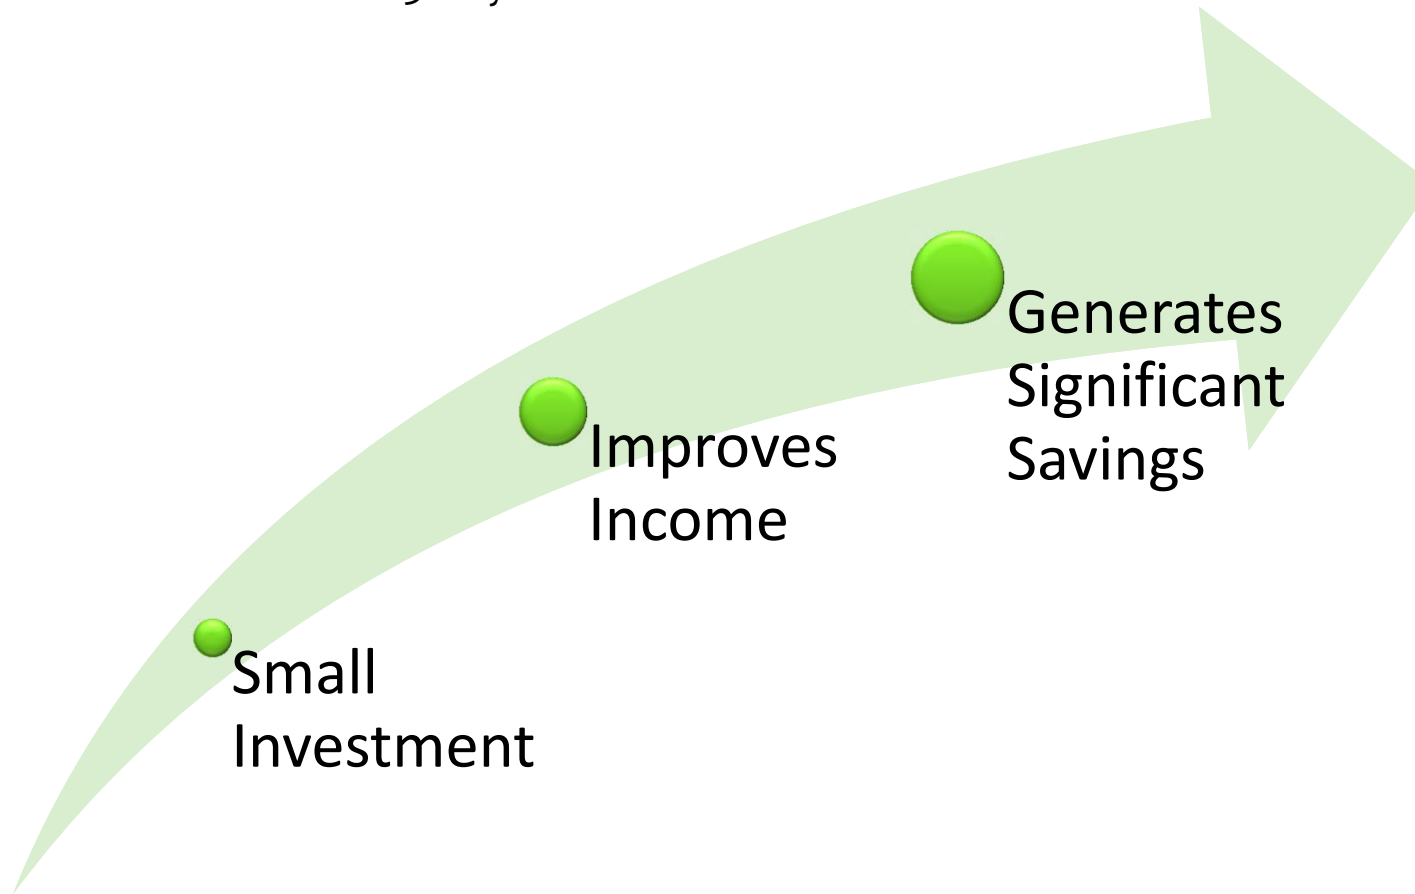 Small
Investment
Improves
Income
Generates
Significant
Savings